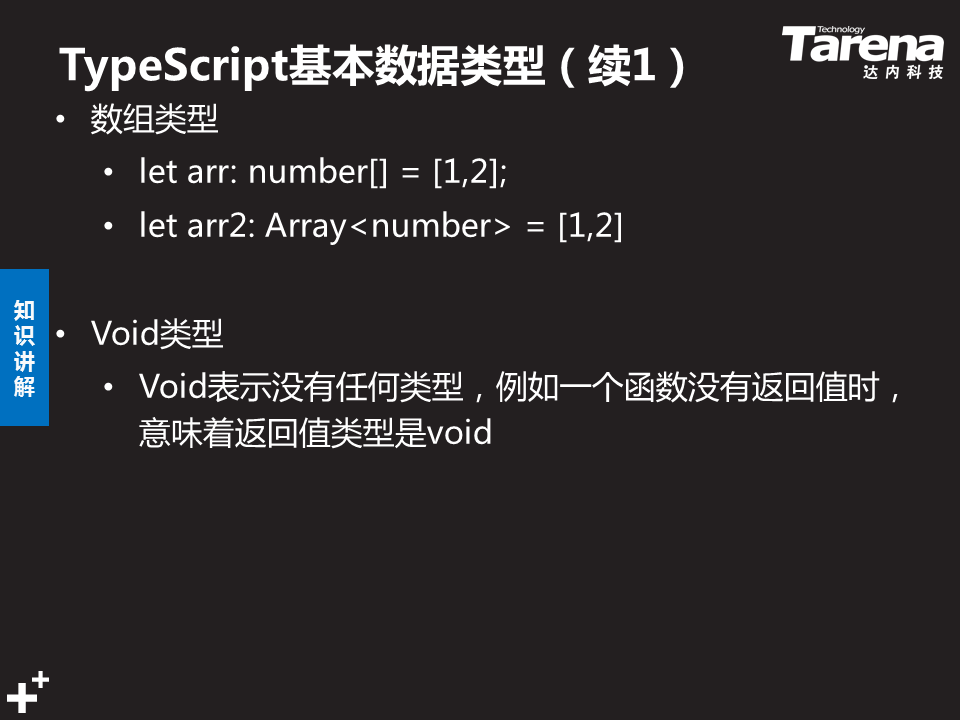 TypeScript基本数据类型（续1）
Technology
Tarena
达内科技
• 数组类型
• let arr: number[] = [1,2];
• let arr2: Array<number> = [1,2]
知识讲解
• Void类型
• Void表示没有任何类型，例如一个函数没有返回值时，
意味着返回值类型是void